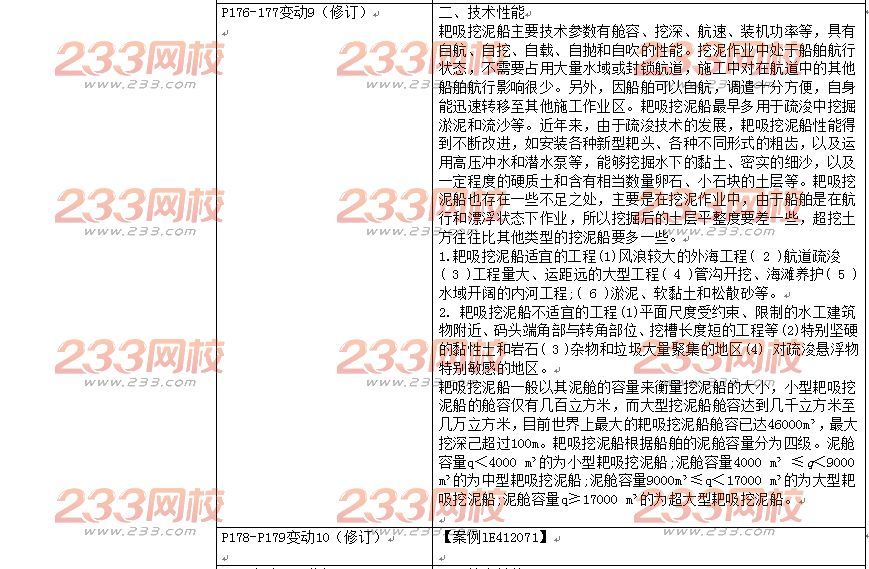 P176-177变动9（修订）
二、技术性能
耙吸挖泥船主要技术参数有舱容、挖深、航速、装机功率等，具有
自航、自挖、自载、自抛和自吹的性能。挖泥作业中处于船舶航行
状态，不需要占用大量水域或封锁航道，施工中对在航道中的其他
船舶航行影响很少。另外，因船舶可以自航，调遣十分方便，自身
能迅速转移至其他施工作业区。耙吸挖泥船最早多用于疏浚中挖掘
淤泥和流沙等。近年来，由于疏浚技术的发展，耙吸挖泥船性能得
到不断改进，如安装各种新型耙头、各种不同形式的粗齿，以及运
用高压冲水和潜水泵等，能够挖掘水下的黏土、密实的细沙，以及
一定程度的硬质土和含有相当数量卵石、小石块的土层等。耙吸挖
泥船也存在一些不足之处，主要是在挖泥作业中，由于船舶是在航
行和漂浮状态下作业，所以挖掘后的土层平整度要差一些，超挖土
方往往比其他类型的挖泥船要多一些。
1.耙吸挖泥船适宜的工程(1)风浪较大的外海工程( 2 )航道疏浚
( 3 )工程量大、运距远的大型工程( 4 )管沟开挖、海滩养护( 5 )
水域开阔的内河工程;( 6 )淤泥、软黏土和松散砂等。
2. 耙吸挖泥船不适宜的工程(1)平面尺度受约束、限制的水工建筑
物附近、码头端角部与转角部位、挖槽长度短的工程等(2)特别坚硬
的黏性土和岩石( 3 )杂物和垃圾大量聚集的地区(4) 对疏浚悬浮物
特别敏感的地区。
耙吸挖泥船一般以其泥舱的容量来衡量挖泥船的大小，小型耙吸挖
泥船的舱容仅有几百立方米，而大型挖泥船舱容达到几千立方米至
几万立方米，目前世界上最大的耙吸挖泥船舱容已达46000m³,最大
挖深己超过100m。耙吸挖泥船根据船舶的泥舱容量分为四级。泥舱
容量q＜4000 m³的为小型耙吸挖泥船;泥舱容量4000 m³ ≤q＜9000
m³的为中型耙吸挖泥船;泥舱容量9000m³≤q＜17000 m³的为大型耙
吸挖泥船;泥舱容量q≥17000 m³的为超大型耙吸挖泥船。
P178-P179变动10（修订）
【案例lE412071】
233网校
www.233.com